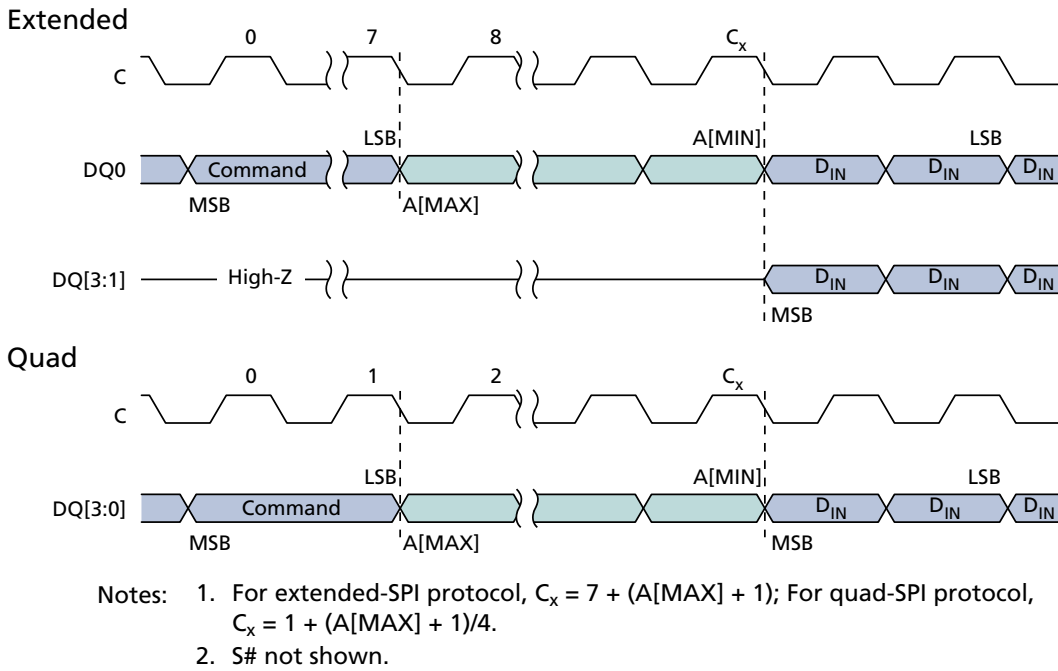 Extended
0 7 8 Cx
C
LSB A[MIN] LSB
DQ0 Command DIN DIN DIN
MSB A[MAX]
DQ[3:1] High-Z DIN DIN DIN
MSB
Quad
0 1 2 Cx
C
LSB A[MIN] LSB
DQ[3:0] Command DIN DIN DIN
MSB A[MAX] MSB
Notes: 1. For extended-SPI protocol, Cx = 7 + (A[MAX] + 1); For quad-SPI protocol,
Cx = 1 + (A[MAX] + 1)/4.
2. S# not shown.